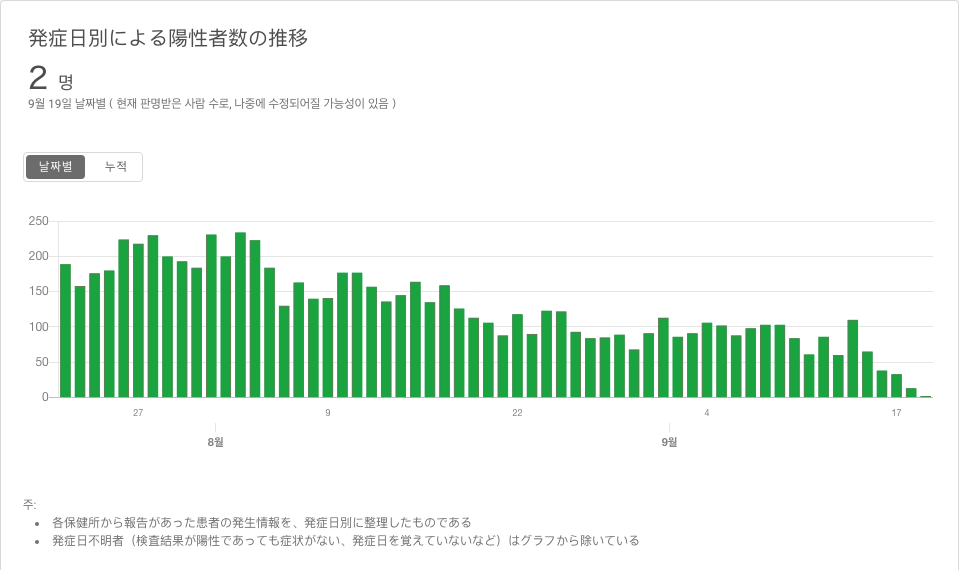 発症日別による陽性者数の推移
2 명
9월 19일 날짜별 ( 현재 판명받은 사람 수로, 나중에 수정되어질 가능성이 있음 )
날짜별 누적
250
200
150
100
50
0
27 9 22 4 17
8월 9월
주:
• 各保健所から報告があった患者の発生情報を、発症日別に整理したものである
• 発症日不明者（検査結果が陽性であっても症状がない、発症日を覚えていないなど）はグラフから除いている